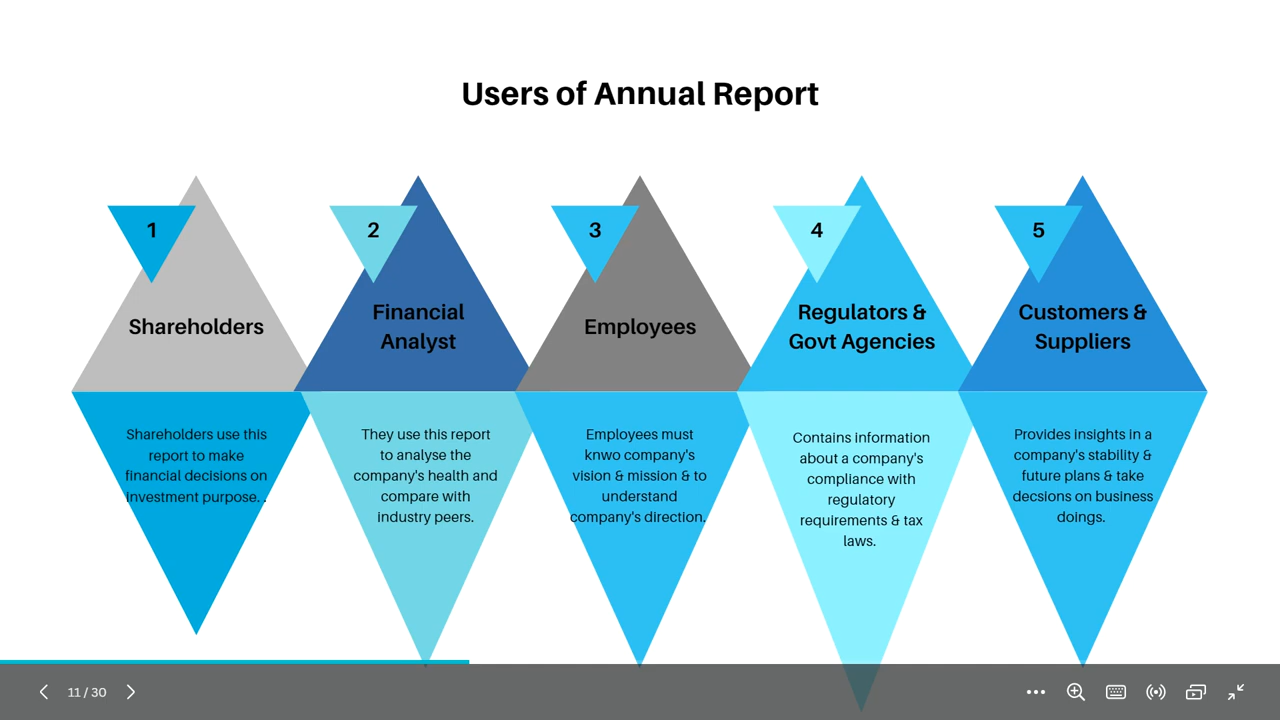 Users of Annual Report
1
2
3
4
5
Shareholders
Financial
Analyst
Employees
Regulators &
Govt Agencies
Customers &
Suppliers
Shareholders use this
report to make
financial decisions on
investment purpose. .
They use this report
to analyse the
company's health and
compare with
industry peers.
Employees must
knwo company's
vision & mission & to
understand
company's direction.
Contains information
about a company's
compliance with
regulatory
requirements & tax
laws.
Provides insights in a
company's stability &
future plans & take
decsions on business
doings.
11 / 30